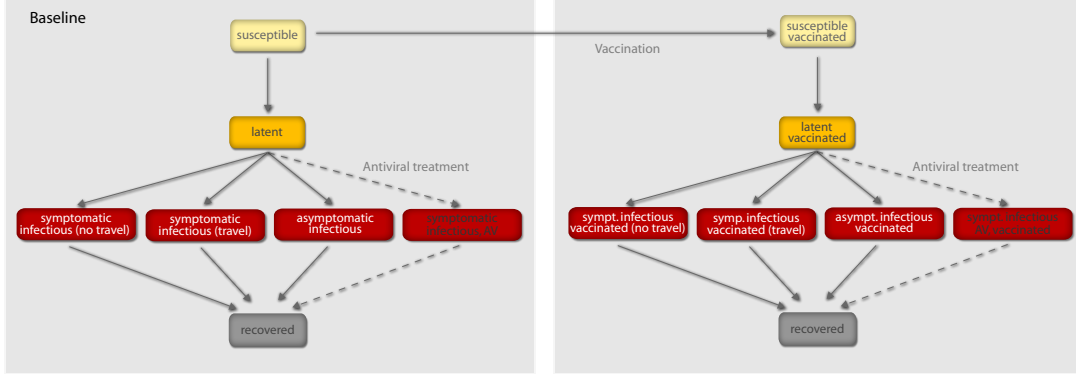 Baseline
susceptible
susceptible
vaccinated
Vaccination
latent
latent
vaccinated
Antiviral treatment
Antiviral treatment
symptomatic
infectious (no travel)
symptomatic
infectious (travel)
asymptomatic
infectious
symptomatic
infectious, AV
sympt. infectious
vaccinated (no travel)
symp. infectious
vaccinated (travel)
asympt. infectious
vaccinated
sympt. infectious
AV, vaccinated
recovered
recovered